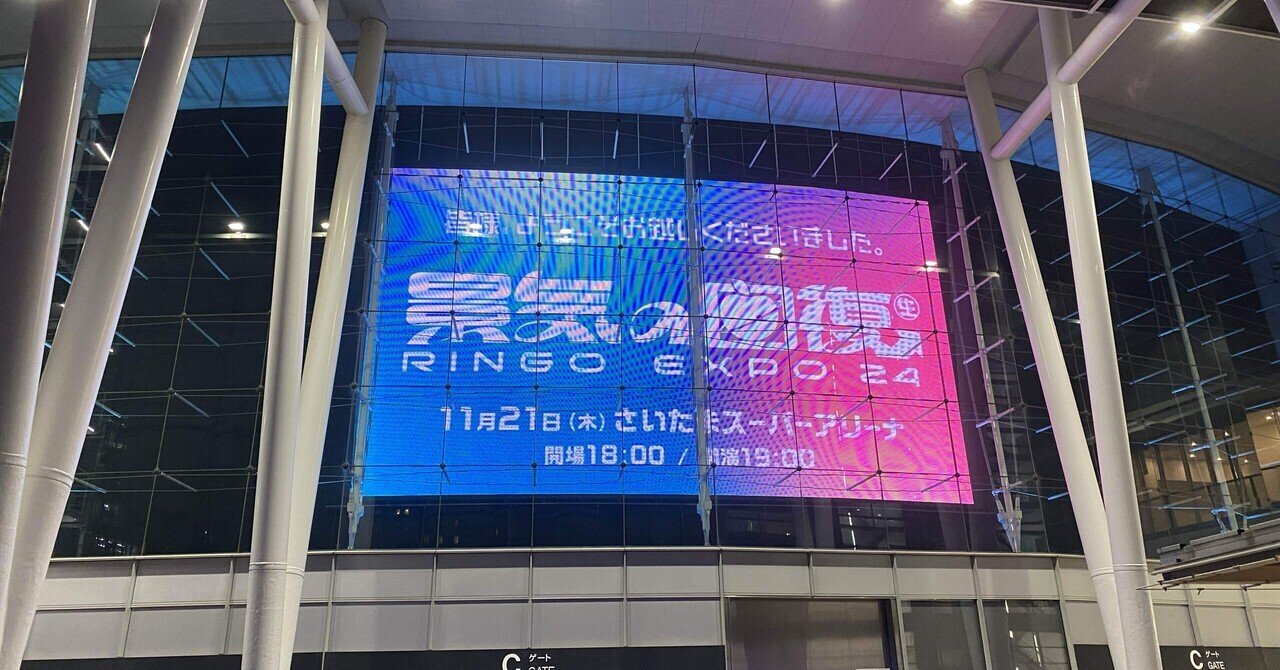 皆様 ようこそお越しくださいました。
景気の回復 生
RINGO EXPO 24
11月21日(木) さいたまスーパーアリーナ
開場18:00 / 開演19:00
C ゲート
GATE
C ゲート
GATE